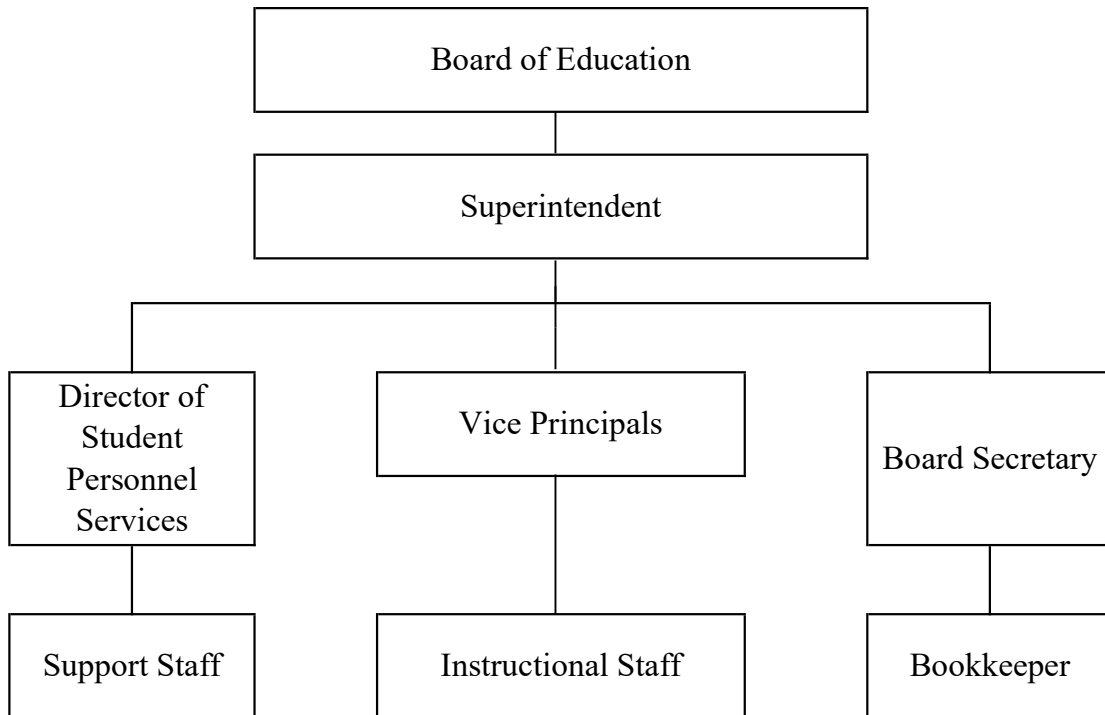 Board of Education
Superintendent
Director of
Student
Personnel
Services
Vice Principals
Board Secretary
Support Staff
Instructional Staff
Bookkeeper